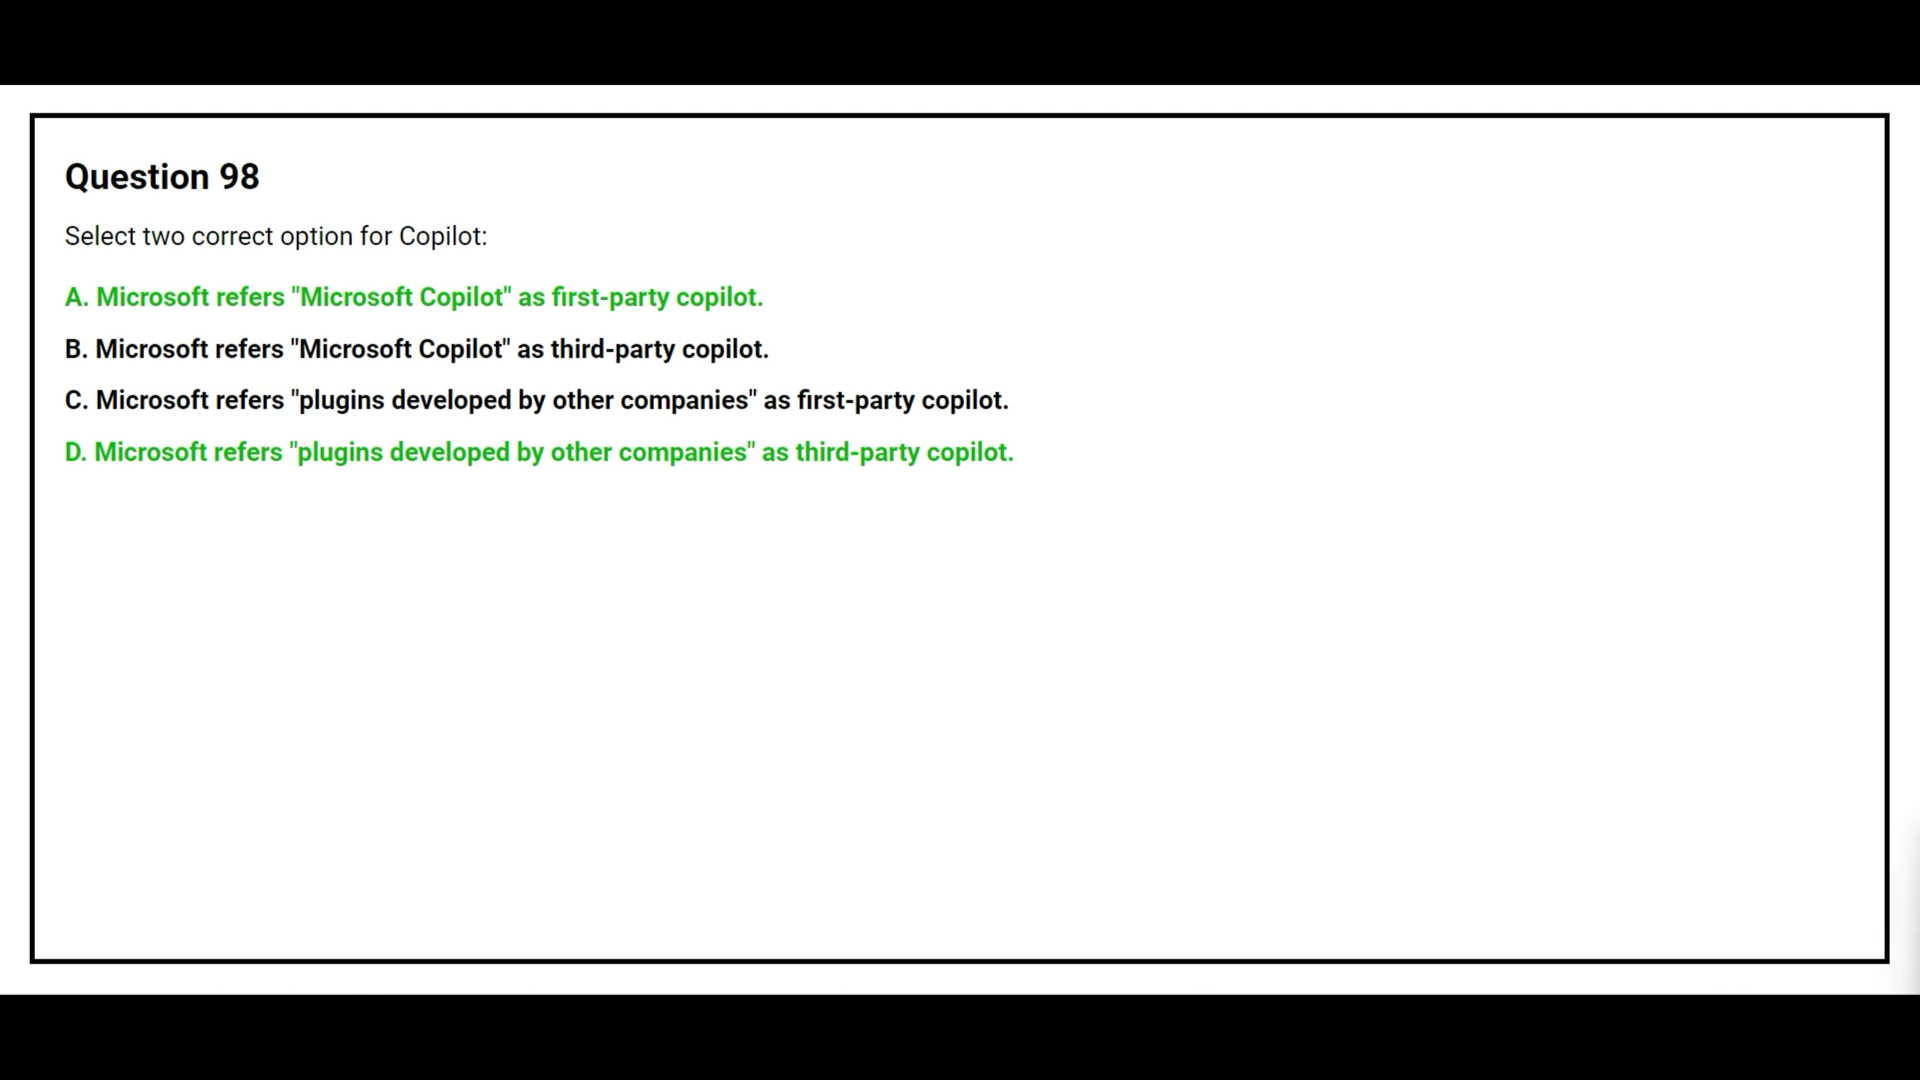 Question 98
Select two correct option for Copilot:
A. Microsoft refers "Microsoft Copilot" as first-party copilot.
B. Microsoft refers "Microsoft Copilot" as third-party copilot.
C. Microsoft refers "plugins developed by other companies" as first-party copilot.
D. Microsoft refers "plugins developed by other companies" as third-party copilot.